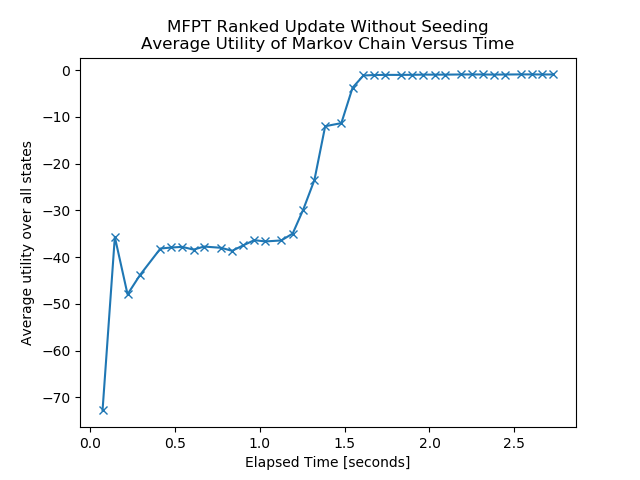 MFPT Ranked Update Without Seeding
Average Utility of Markov Chain Versus Time
0
−10
−20
−30
−40
−50
−60
−70
Average utility over all states
0.0 0.5 1.0 1.5 2.0 2.5
Elapsed Time [seconds]